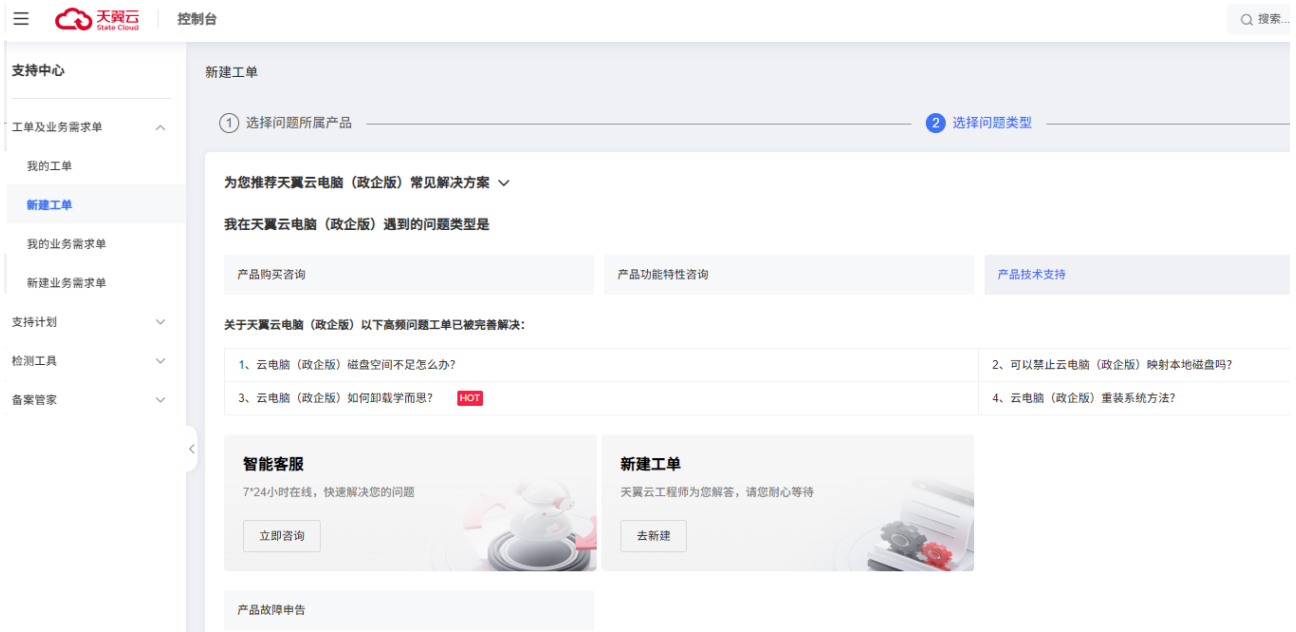 天翼云 控制台 搜索...
State Cloud
支持中心
工单及业务需求单
我的工单
新建工单
我的业务需求单
新建业务需求单
支持计划
检测工具
备案管家
新建工单
1 选择问题所属产品 2 选择问题类型
为您推荐天翼云电脑（政企版）常见解决方案
我在天翼云电脑（政企版）遇到的问题类型是
产品购买咨询 产品功能特性咨询 产品技术支持
关于天翼云电脑（政企版）以下高频问题工单已被完善解决：
1、云电脑（政企版）磁盘空间不足怎么办？ 2、可以禁止云电脑（政企版）映射本地磁盘吗？
3、云电脑（政企版）如何卸载学而思？ HOT 4、云电脑（政企版）重装系统方法？
智能客服
7*24小时在线，快速解决您的问题
立即咨询
新建工单
天翼云工程师为您解答，请您耐心等待
去新建
产品故障申告